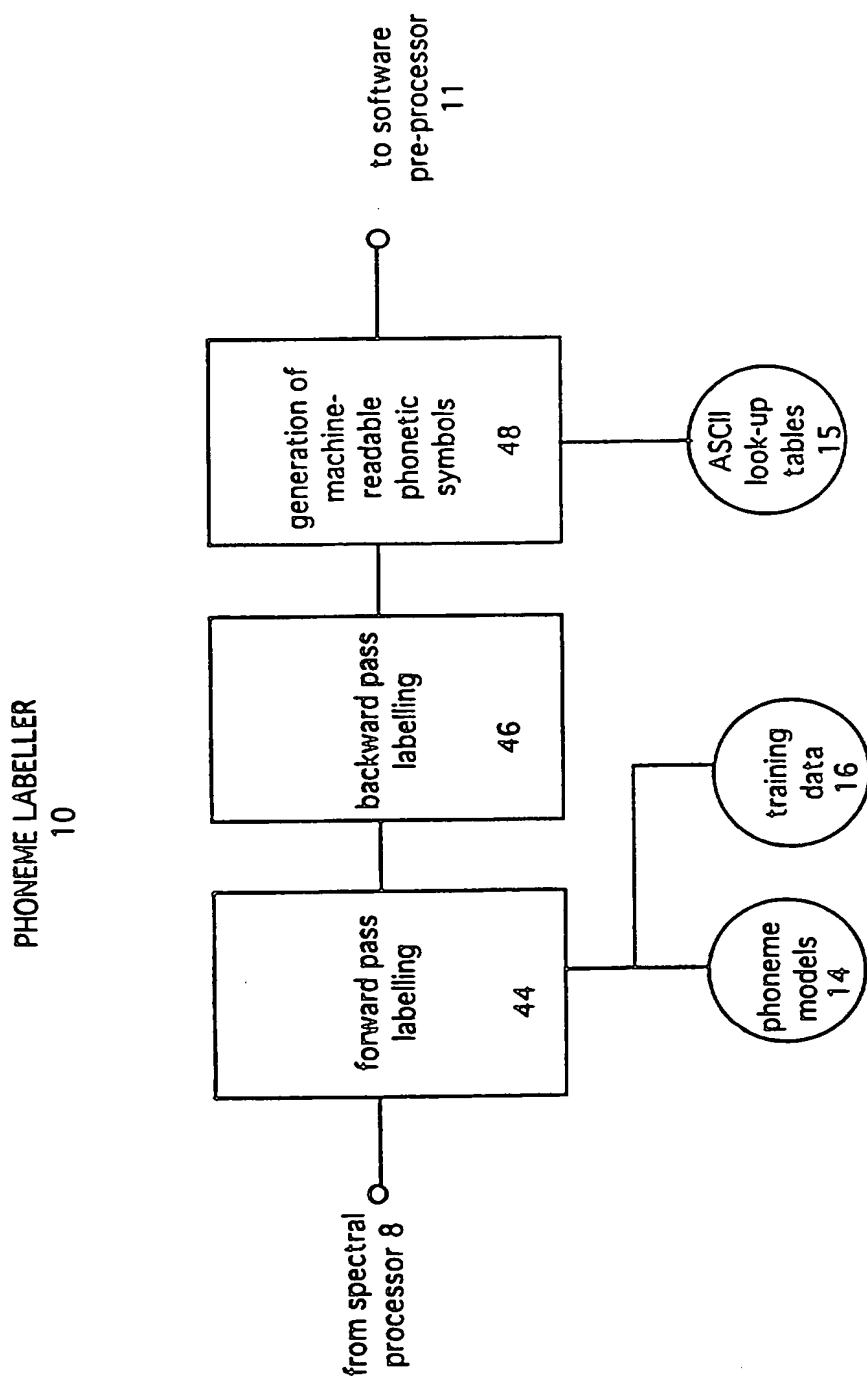 PHONEME LABELLER
10
from spectral
processor 8
forward pass
labelling
44
backward pass
labelling
46
generation of
machine-
readable
phonetic
symbols
48
to software
pre-processor
11
phoneme
models
14
training
data
16
ASCII
look-up
tables
15